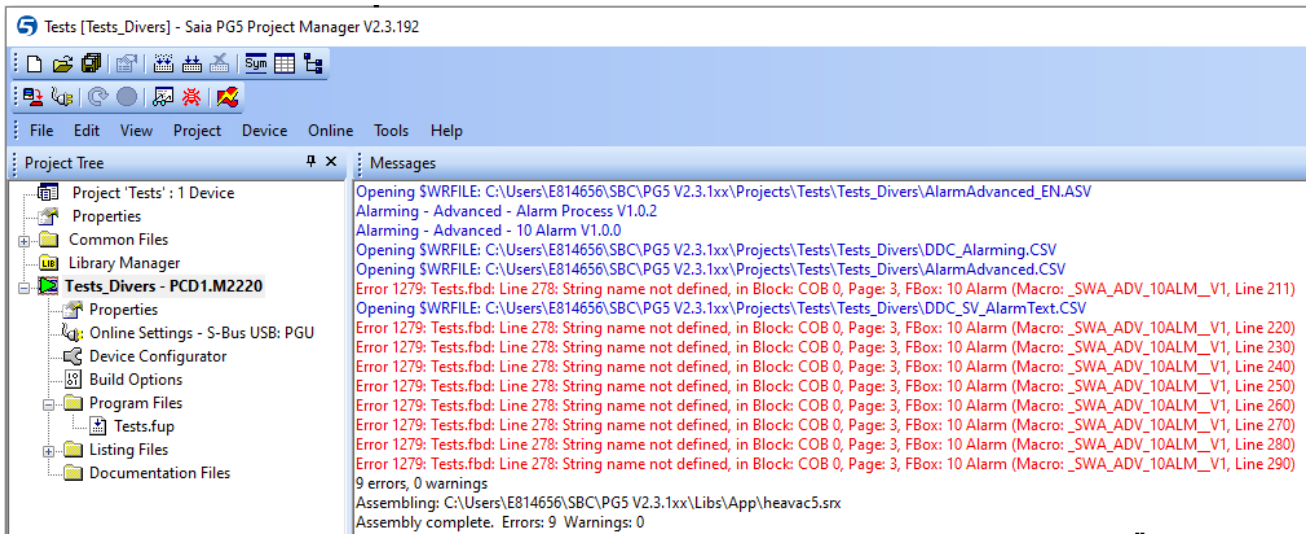 Tests [Tests_Divers] - Saia PG5 Project Manager V2.3.192
Sym
File Edit View Project Device Online Tools Help
Project Tree
Project 'Tests' : 1 Device
Properties
Common Files
LIB Library Manager
Tests_Divers - PCD1.M2220
Properties
Online Settings - S-Bus USB: PGU
Device Configurator
Build Options
Program Files
Tests.fup
Listing Files
Documentation Files
Messages
Opening $WRFILE: C:\Users\E814656\SBC\PG5 V2.3.1xx\Projects\Tests\Tests_Divers\AlarmAdvanced_EN.ASV
Alarming - Advanced - Alarm Process V1.0.2
Alarming - Advanced - 10 Alarm V1.0.0
Opening $WRFILE: C:\Users\E814656\SBC\PG5 V2.3.1xx\Projects\Tests\Tests_Divers\DDC_Alarming.CSV
Opening $WRFILE: C:\Users\E814656\SBC\PG5 V2.3.1xx\Projects\Tests\Tests_Divers\AlarmAdvanced.CSV
Error 1279: Tests.fbd: Line 278: String name not defined, in Block: COB 0, Page: 3, FBox: 10 Alarm (Macro: _SWA_ADV_10ALM__V1, Line 211)
Opening $WRFILE: C:\Users\E814656\SBC\PG5 V2.3.1xx\Projects\Tests\Tests_Divers\DDC_SV_AlarmText.CSV
Error 1279: Tests.fbd: Line 278: String name not defined, in Block: COB 0, Page: 3, FBox: 10 Alarm (Macro: _SWA_ADV_10ALM__V1, Line 220)
Error 1279: Tests.fbd: Line 278: String name not defined, in Block: COB 0, Page: 3, FBox: 10 Alarm (Macro: _SWA_ADV_10ALM__V1, Line 230)
Error 1279: Tests.fbd: Line 278: String name not defined, in Block: COB 0, Page: 3, FBox: 10 Alarm (Macro: _SWA_ADV_10ALM__V1, Line 240)
Error 1279: Tests.fbd: Line 278: String name not defined, in Block: COB 0, Page: 3, FBox: 10 Alarm (Macro: _SWA_ADV_10ALM__V1, Line 250)
Error 1279: Tests.fbd: Line 278: String name not defined, in Block: COB 0, Page: 3, FBox: 10 Alarm (Macro: _SWA_ADV_10ALM__V1, Line 260)
Error 1279: Tests.fbd: Line 278: String name not defined, in Block: COB 0, Page: 3, FBox: 10 Alarm (Macro: _SWA_ADV_10ALM__V1, Line 270)
Error 1279: Tests.fbd: Line 278: String name not defined, in Block: COB 0, Page: 3, FBox: 10 Alarm (Macro: _SWA_ADV_10ALM__V1, Line 280)
Error 1279: Tests.fbd: Line 278: String name not defined, in Block: COB 0, Page: 3, FBox: 10 Alarm (Macro: _SWA_ADV_10ALM__V1, Line 290)
9 errors, 0 warnings
Assembling: C:\Users\E814656\SBC\PG5 V2.3.1xx\Libs\App\heavac5.srx
Assembly complete. Errors: 9 Warnings: 0